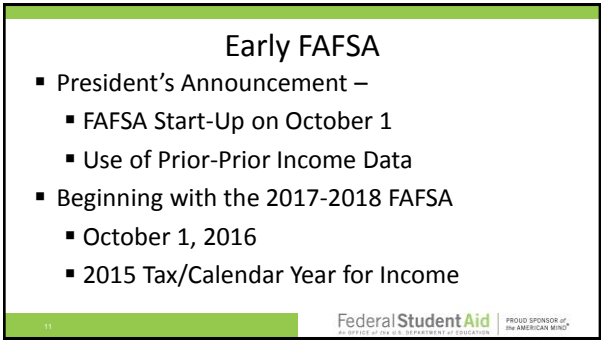 Early FAFSA
▪ President’s Announcement –
▪ FAFSA Start-Up on October 1
▪ Use of Prior-Prior Income Data
▪ Beginning with the 2017-2018 FAFSA
▪ October 1, 2016
▪ 2015 Tax/Calendar Year for Income
11
Federal Student Aid
An OFFICE of the U.S. DEPARTMENT of EDUCATION
PROUD SPONSOR of
the AMERICAN MIND®